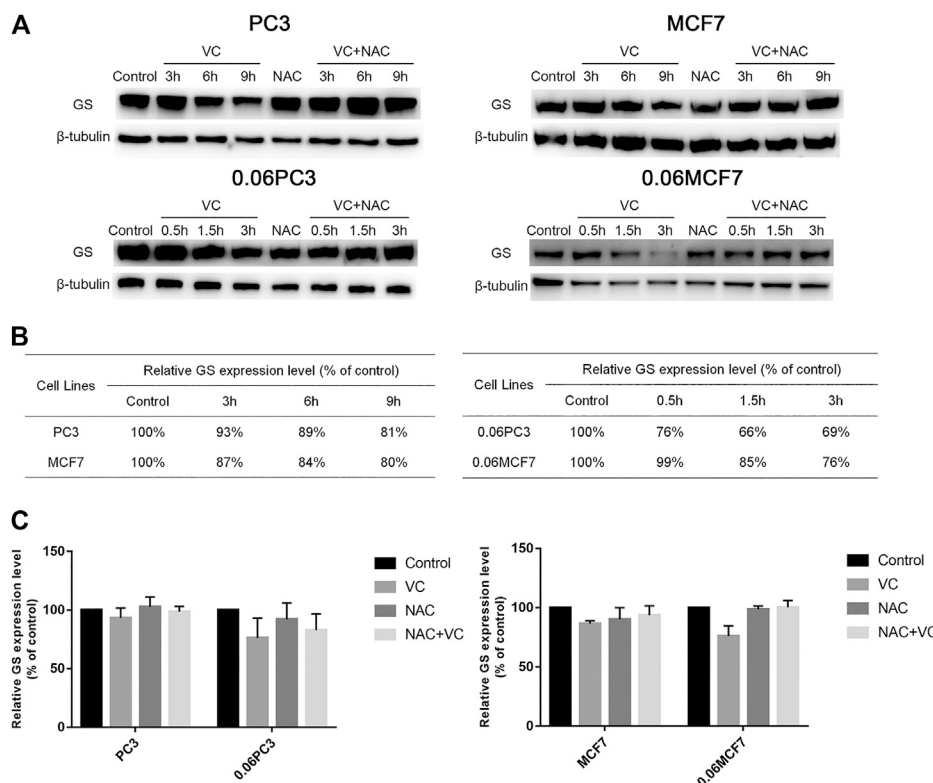 A
PC3
VC
VC+NAC
Control 3h 6h 9h NAC 3h 6h 9h
GS
β-tubulin
MCF7
VC
VC+NAC
Control 3h 6h 9h NAC 3h 6h 9h
GS
β-tubulin
0.06PC3
VC
VC+NAC
Control 0.5h 1.5h 3h NAC 0.5h 1.5h 3h
GS
β-tubulin
0.06MCF7
VC
VC+NAC
Control 0.5h 1.5h 3h NAC 0.5h 1.5h 3h
GS
β-tubulin
B
Cell Lines
Relative GS expression level (% of control)
Control 3h 6h 9h
PC3 100% 93% 89% 81%
MCF7 100% 87% 84% 80%
Cell Lines
Relative GS expression level (% of control)
Control 0.5h 1.5h 3h
0.06PC3 100% 76% 66% 69%
0.06MCF7 100% 99% 85% 76%
C
Relative GS expression level
(% of control)
150
100
50
0
PC3
0.06PC3
Control
VC
NAC
NAC+VC
Relative GS expression level
(% of control)
150
100
50
0
MCF7
0.06MCF7
Control
VC
NAC
NAC+VC